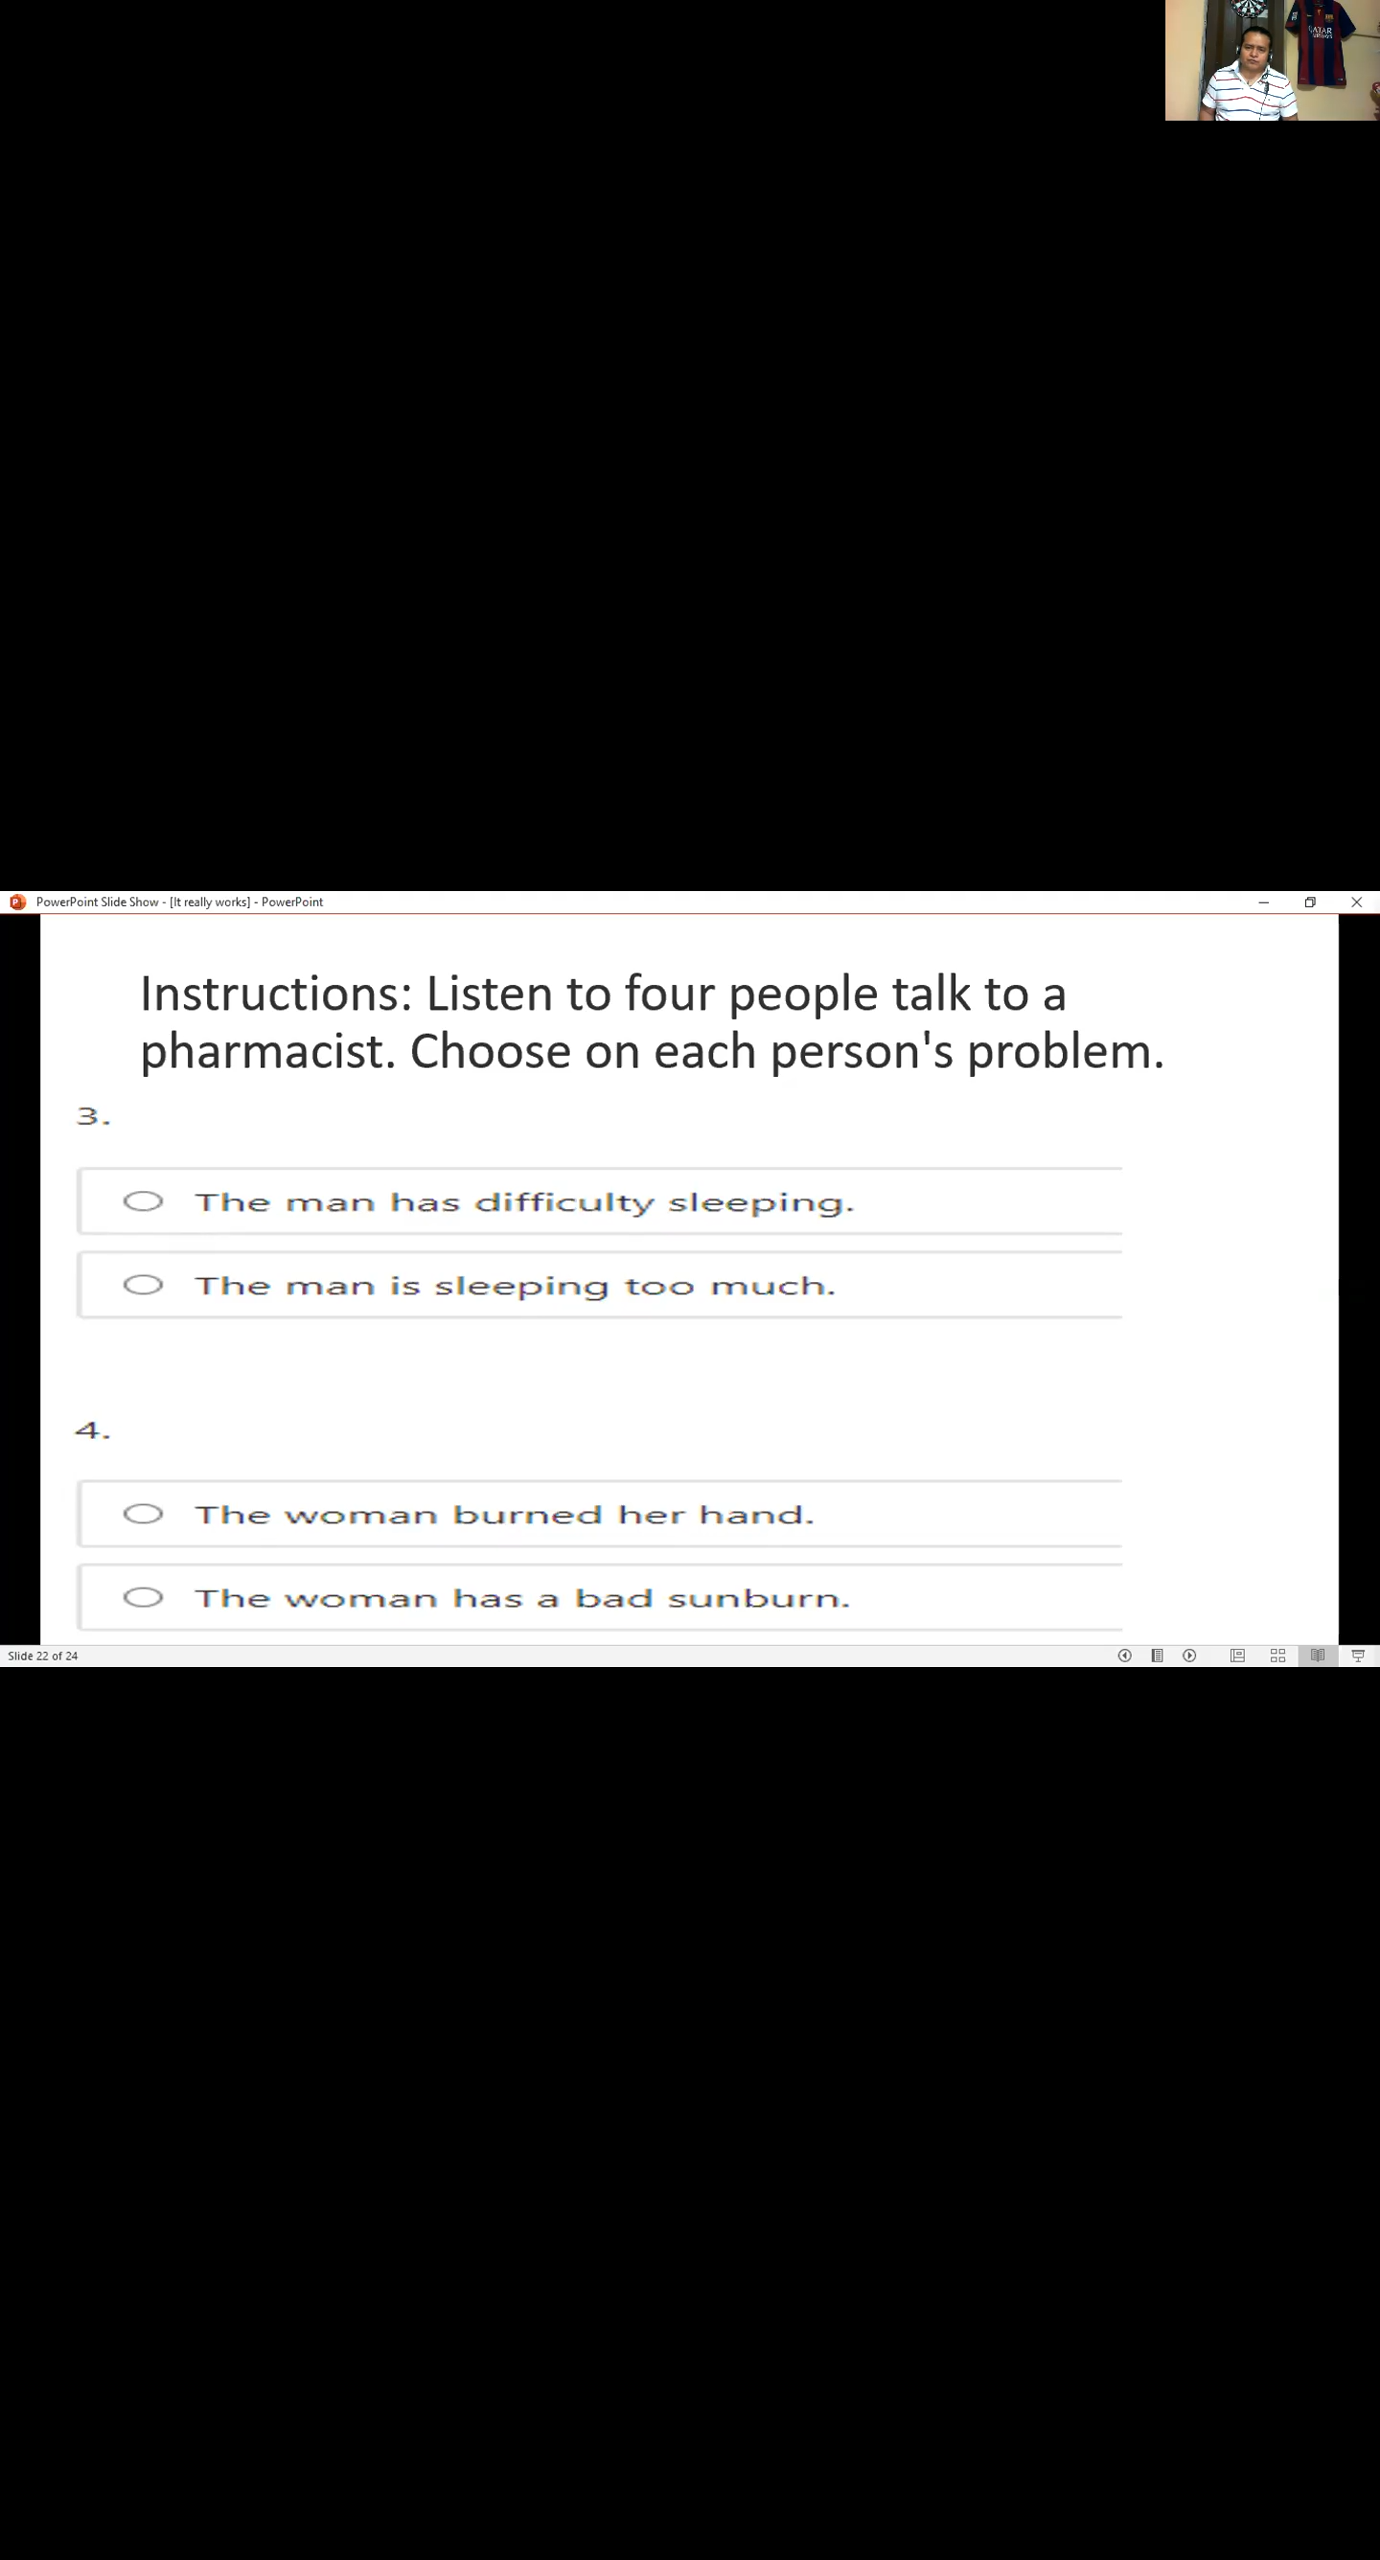 QATAR
AIRWAYS
PowerPoint Slide Show - [It really works] - PowerPoint
Instructions: Listen to four people talk to a
pharmacist. Choose on each person's problem.
3.
The man has difficulty sleeping.
The man is sleeping too much.
4.
The woman burned her hand.
The woman has a bad sunburn.
Slide 22 of 24